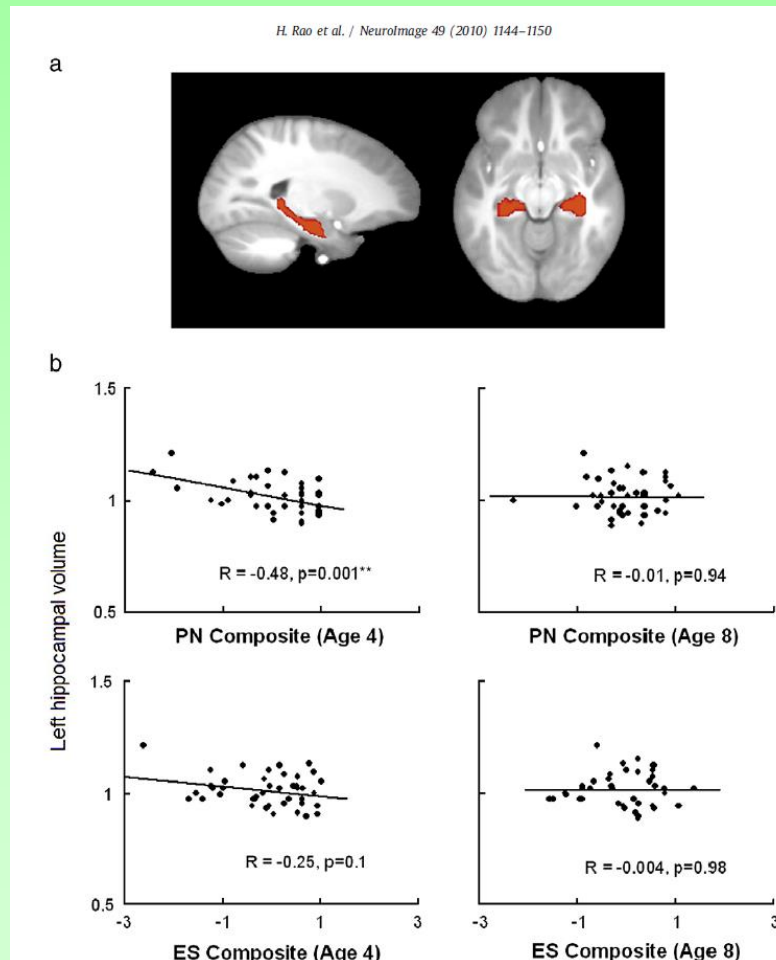 H. Rao et al. / NeuroImage 49 (2010) 1144–1150
a
b
Left hippocampal volume
1.5
1
0.5
R = -0.48, p=0.001**
PN Composite (Age 4)
R = -0.01, p=0.94
PN Composite (Age 8)
1.5
1
0.5
R = -0.25, p=0.1
-3 -1 1 3
ES Composite (Age 4)
R = -0.004, p=0.98
-3 -1 1 3
ES Composite (Age 8)